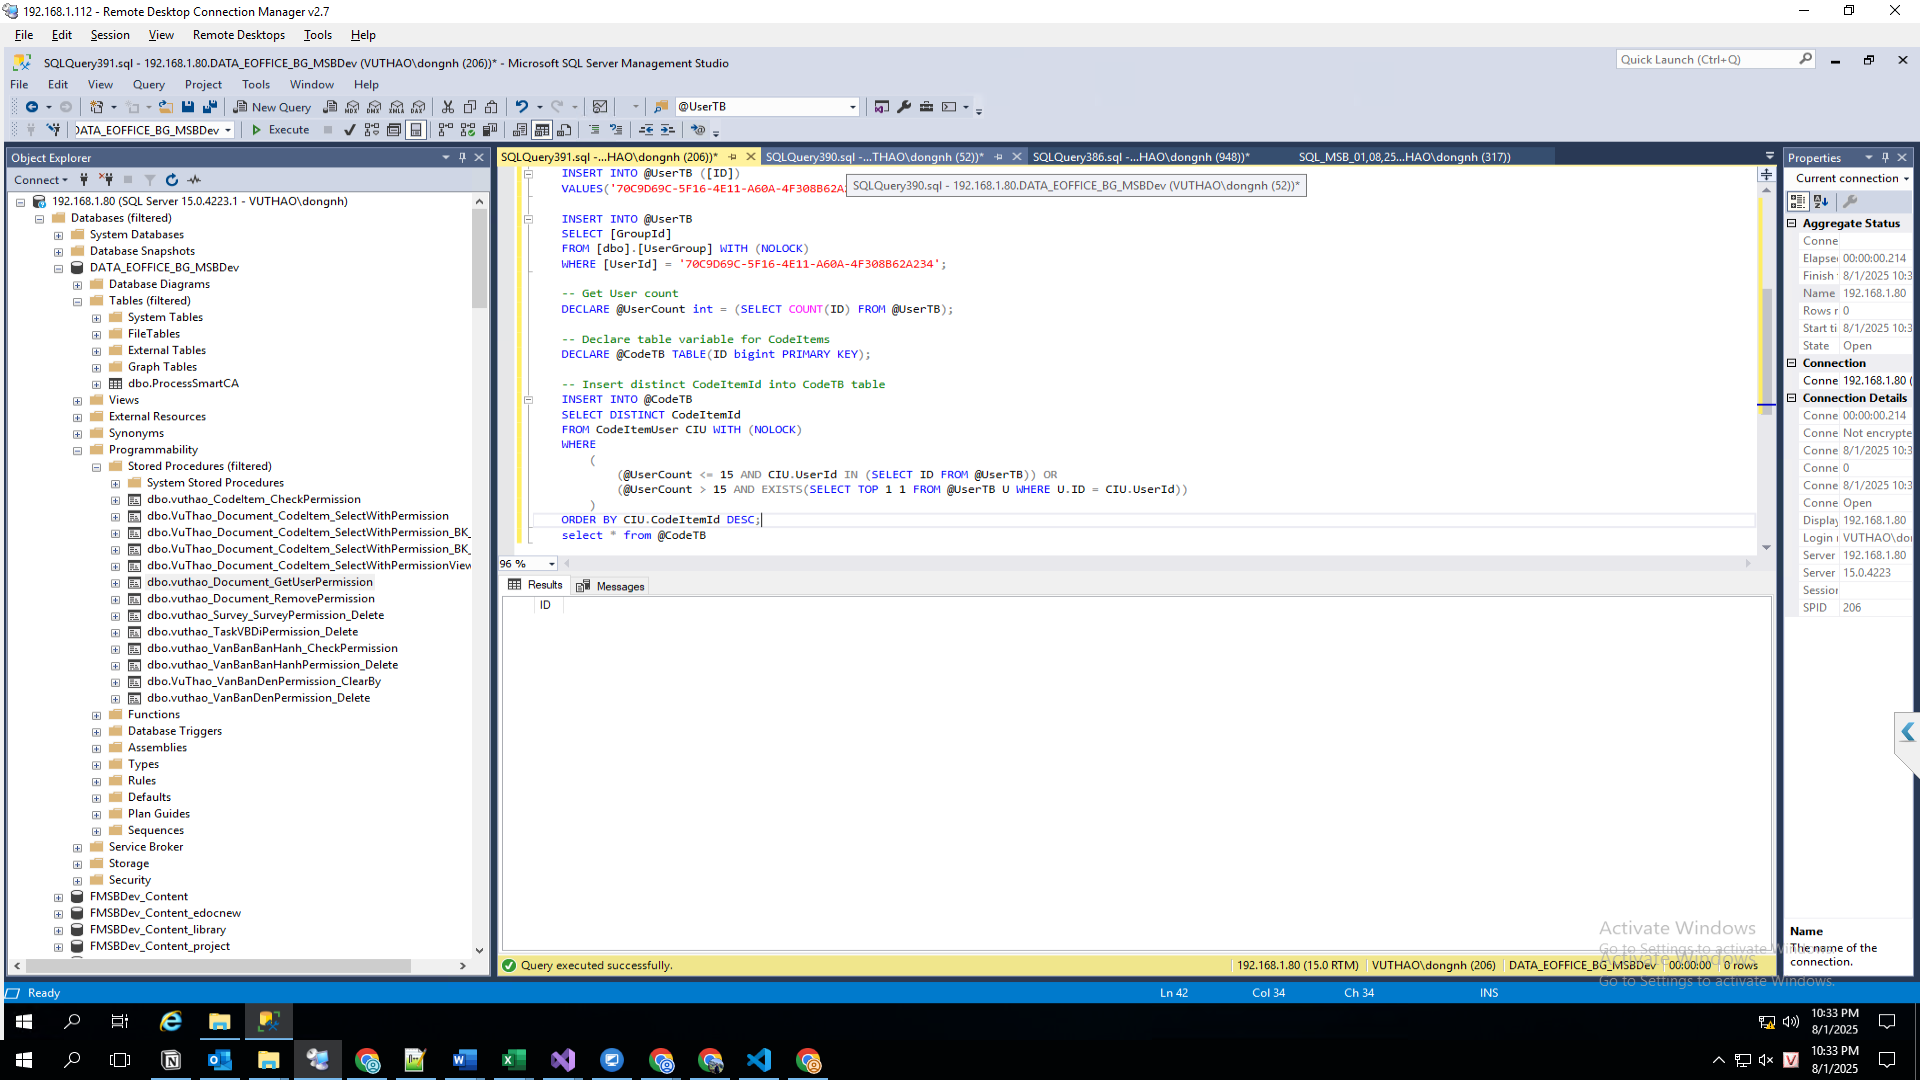 192.168.1.112 - Remote Desktop Connection Manager v2.7
File Edit Session View Remote Desktops Tools Help
SQLQuery391.sql - 192.168.1.80.DATA_EOFFICE_BG_MSBDev (VUTHAO\dongnh (206))* - Microsoft SQL Server Management Studio
Quick Launch (Ctrl+Q)
File Edit View Query Project Tools Window Help
New Query
@UserTB
DATA_EOFFICE_BG_MSBDev
Execute
Object Explorer
Connect
192.168.1.80 (SQL Server 15.0.4223.1 - VUTHAO\dongnh)
Databases (filtered)
System Databases
Database Snapshots
DATA_EOFFICE_BG_MSBDev
Database Diagrams
Tables (filtered)
System Tables
FileTables
External Tables
Graph Tables
dbo.ProcessSmartCA
Views
External Resources
Synonyms
Programmability
Stored Procedures (filtered)
System Stored Procedures
dbo.vuthao_CodeItem_CheckPermission
dbo.vuthao_Document_CodeItem_SelectWithPermission
dbo.VuThao_Document_CodeItem_SelectWithPermission_BK_
dbo.VuThao_Document_CodeItem_SelectWithPermission_BK_
dbo.VuThao_Document_CodeItem_SelectWithPermissionView
dbo.vuthao_Document_GetUserPermission
dbo.vuthao_Document_RemovePermission
dbo.vuthao_Survey_SurveyPermission_Delete
dbo.vuthao_TaskVBDiPermission_Delete
dbo.vuthao_VanBanBanHanh_CheckPermission
dbo.vuthao_VanBanBanHanhPermission_Delete
dbo.VuThao_VanBanDenPermission_ClearBy
dbo.vuthao_VanBanDenPermission_Delete
Functions
Database Triggers
Assemblies
Types
Rules
Defaults
Plan Guides
Sequences
Service Broker
Storage
Security
FMSBDev_Content
FMSBDev_Content_edocnew
FMSBDev_Content_library
FMSBDev_Content_project
SQLQuery391.sql -...HAO\dongnh (206))* SQLQuery390.sql -...THAO\dongnh (52))* SQLQuery386.sql -...HAO\dongnh (948))* SQL_MSB_01,08,25...HAO\dongnh (317))
SQLQuery390.sql - 192.168.1.80.DATA_EOFFICE_BG_MSBDev (VUTHAO\dongnh (52))*
INSERT INTO @UserTB ([ID])
VALUES('70C9D69C-5F16-4E11-A60A-4F308B62A2
INSERT INTO @UserTB
SELECT [GroupId]
FROM [dbo].[UserGroup] WITH (NOLOCK)
WHERE [UserId] = '70C9D69C-5F16-4E11-A60A-4F308B62A234';
-- Get User count
DECLARE @UserCount int = (SELECT COUNT(ID) FROM @UserTB);
-- Declare table variable for CodeItems
DECLARE @CodeTB TABLE(ID bigint PRIMARY KEY);
-- Insert distinct CodeItemId into CodeTB table
INSERT INTO @CodeTB
SELECT DISTINCT CodeItemId
FROM CodeItemUser CIU WITH (NOLOCK)
WHERE
(
(@UserCount <= 15 AND CIU.UserId IN (SELECT ID FROM @UserTB)) OR
(@UserCount > 15 AND EXISTS(SELECT TOP 1 1 FROM @UserTB U WHERE U.ID = CIU.UserId))
)
ORDER BY CIU.CodeItemId DESC;
select * from @CodeTB
96 %
Results Messages
ID
Query executed successfully.
192.168.1.80 (15.0 RTM) VUTHAO\dongnh (206) DATA_EOFFICE_BG_MSBDev 00:00:00 0 rows
Properties
Current connection
Aggregate Status
Conne
Elapse 00:00:00.214
Finish 8/1/2025 10:3
Name 192.168.1.80
Rows r 0
Start ti 8/1/2025 10:3
State Open
Connection
Conne 192.168.1.80 (
Connection Details
Conne 00:00:00.214
Conne Not encrypte
Conne 8/1/2025 10:3
Conne 0
Conne 8/1/2025 10:3
Conne Open
Display 192.168.1.80
Login VUTHAO\do
Server 192.168.1.80
Server 15.0.4223
Session
SPID 206
Name
The name of the
connection.
Activate Windows
Go to Settings to activate Windows.
Activate Windows
Go to Settings to activate Windows.
Ready Ln 42 Col 34 Ch 34 INS
10:33 PM
8/1/2025
10:33 PM
8/1/2025